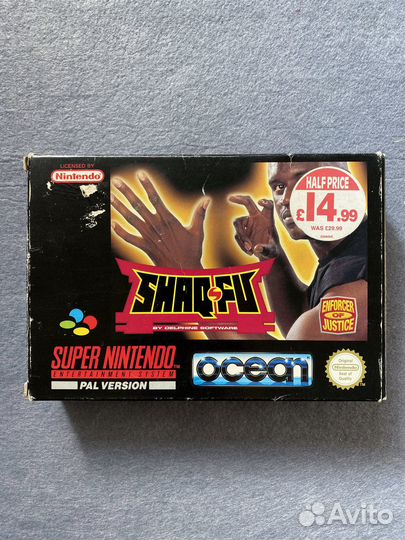 LICENSED BY
Nintendo
HALF PRICE
£14.99
WAS £29.99
SHAQ FU
BY DELPHINE SOFTWARE
ENFORCER
OF
JUSTICE
SUPER NINTENDO
ENTERTAINMENT SYSTEM
PAL VERSION
ocean
Original
Nintendo
Seal of Quality
Avito